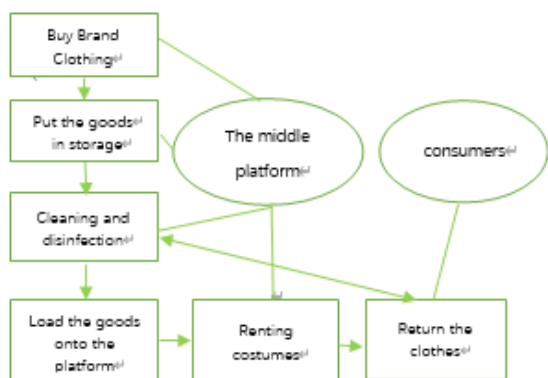 Buy Brand
Clothing↵
Put the goods↵
in storage↵
The middle
platform↵
consumers↵
Cleaning and
disinfection↵
Load the goods
onto the
platform↵
Renting
costumes↵
Return the
clothes↵